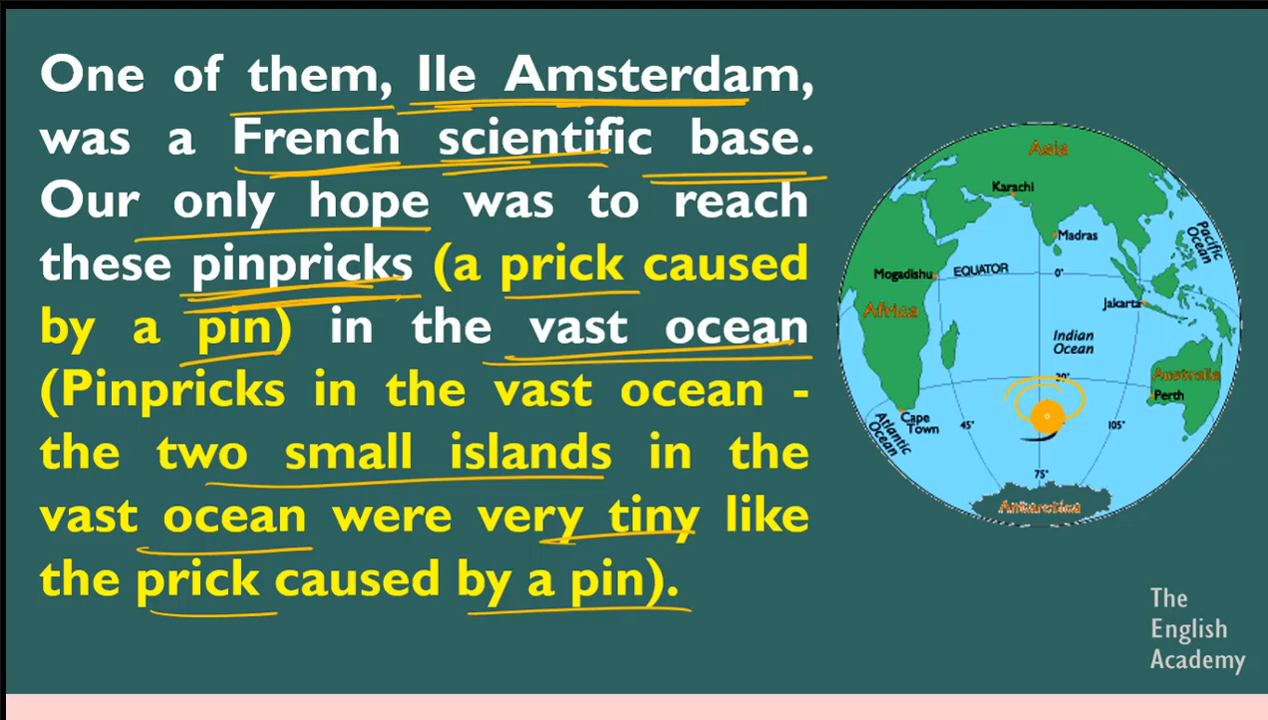 One of them, Ile Amsterdam,
was a French scientific base.
Our only hope was to reach
these pinpricks (a prick caused
by a pin) in the vast ocean
(Pinpricks in the vast ocean -
the two small islands in the
vast ocean were very tiny like
the prick caused by a pin).
Asia
Karachi
Madras
Pacific
Ocean
Mogadishu
EQUATOR
0°
Jakarta
Africa
Indian
Ocean
30°
Australia
Perth
Cape
Town
Atlantic
Ocean
45°
105°
75°
Antarctica
The
English
Academy